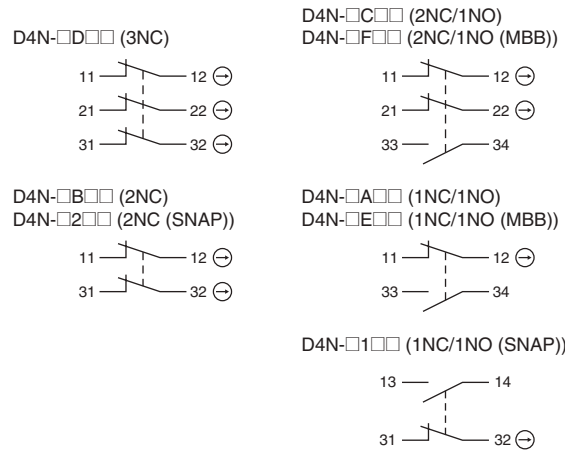 D4N-□D□□ (3NC)
11 12
21 22
31 32
D4N-□C□□ (2NC/1NO)
D4N-□F□□ (2NC/1NO (MBB))
11 12
21 22
33 34
D4N-□B□□ (2NC)
D4N-□2□□ (2NC (SNAP))
11 12
31 32
D4N-□A□□ (1NC/1NO)
D4N-□E□□ (1NC/1NO (MBB))
11 12
33 34
D4N-□1□□ (1NC/1NO (SNAP))
13 14
31 32